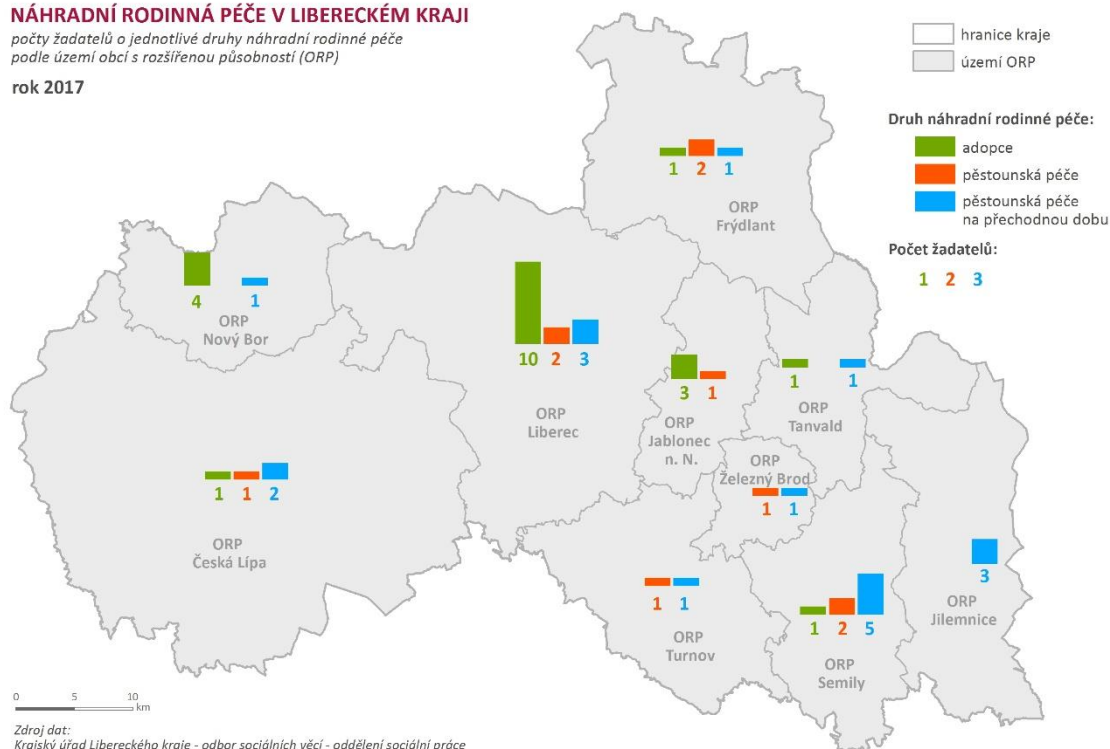 NÁHRADNÍ RODINNÁ PÉČE V LIBERECKÉM KRAJI
počty žadatelů o jednotlivé druhy náhradní rodinné péče
podle území obcí s rozšířenou působností (ORP)
rok 2017
hranice kraje
území ORP
Druh náhradní rodinné péče:
adopce
pěstounská péče
pěstounská péče
na přechodnou dobu
Počet žadatelů:
1 2 3
1 2 1
ORP
Frýdlant
4 1
ORP
Nový Bor
10 2 3
ORP
Liberec
3 1
ORP
Jablonec
n. N.
1 1
ORP
Tanvald
ORP
Železný Brod
1 1
1 1 2
ORP
Česká Lípa
1 1
ORP
Turnov
1 2 5
ORP
Semily
3
ORP
Jilemnice
0 5 10
km
Zdroj dat:
Krajský úřad Libereckého kraje - odbor sociálních věcí - oddělení sociální práce